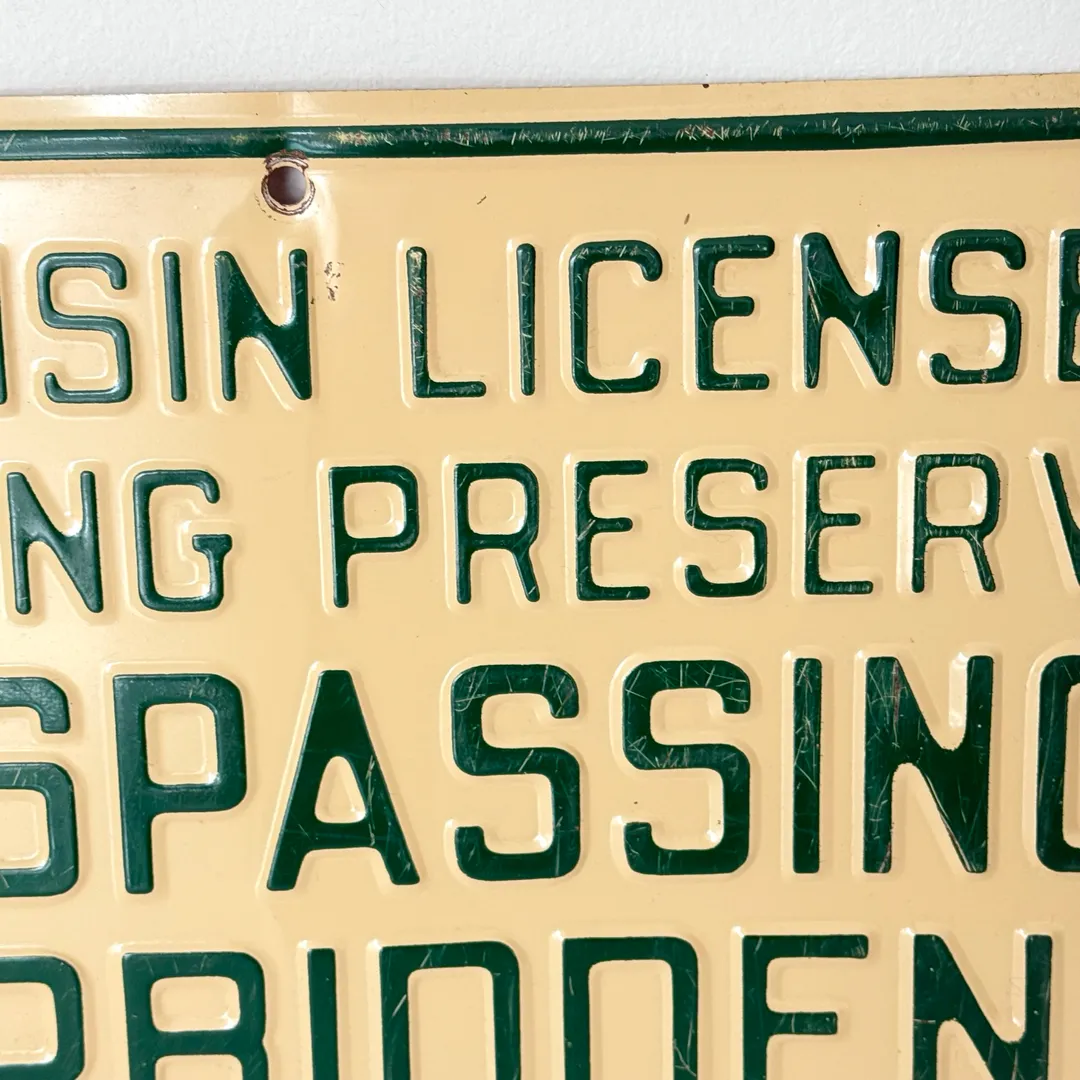 NSIN LICENSE
NG PRESERV
SPASSING
RBIDDEN